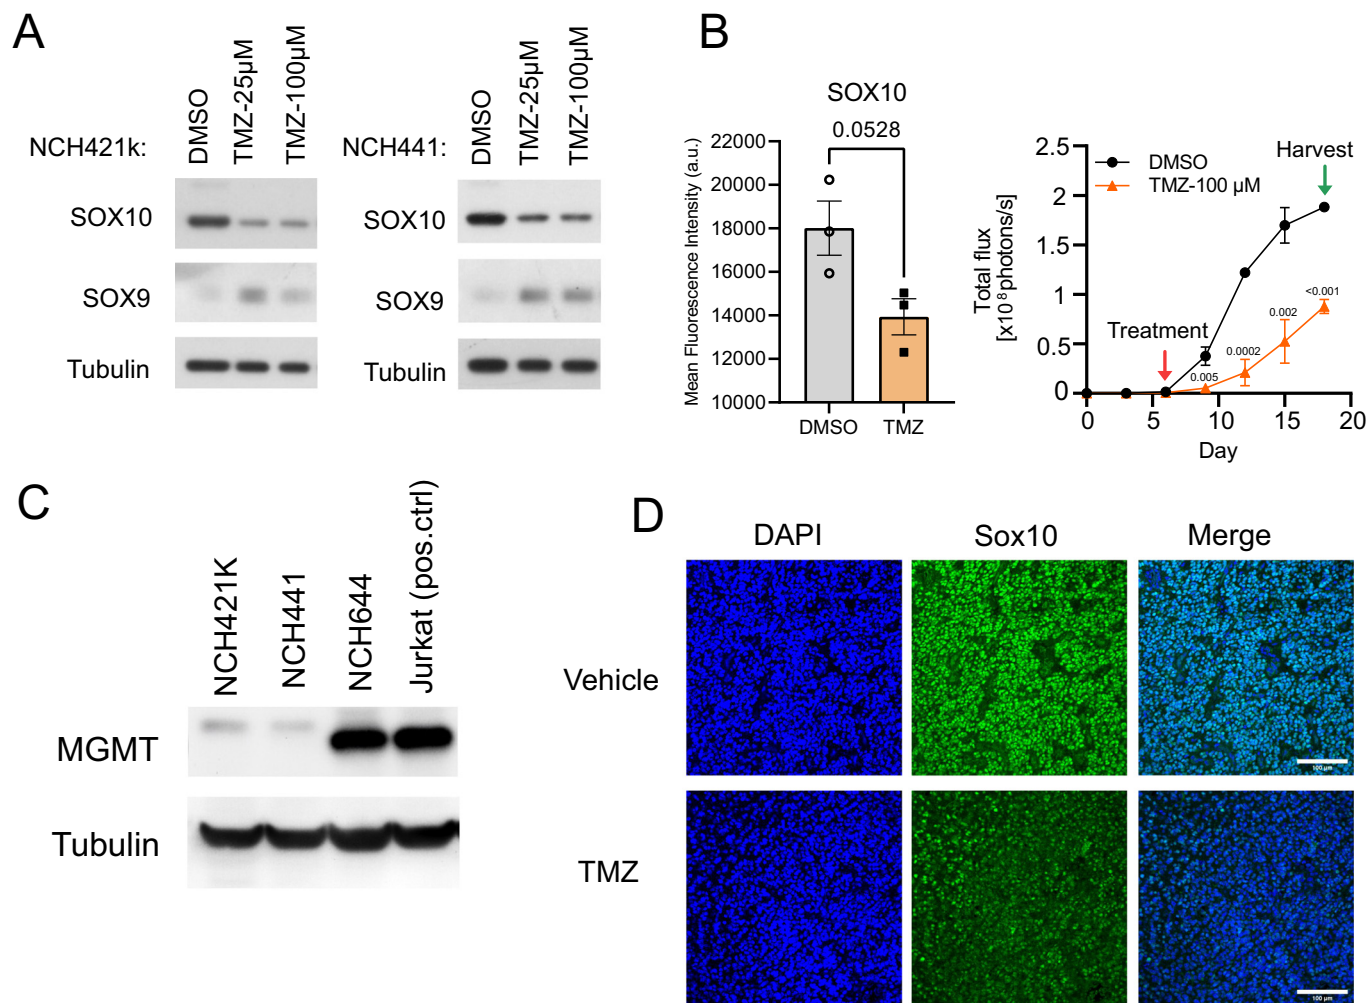 A
NCH421k:
DMSO
TMZ-25µM
TMZ-100µM
SOX10
SOX9
Tubulin
NCH441:
DMSO
TMZ-25µM
TMZ-100µM
SOX10
SOX9
Tubulin
B
SOX10
0.0528
Mean Fluorescence Intensity (a.u.)
22000
20000
18000
16000
14000
12000
10000
DMSO
TMZ
Total flux
[x10⁸photons/s]
2.5
2
1.5
1
0.5
0
DMSO
TMZ-100 µM
Harvest
Treatment
0.005
0.0002
0.002
<0.001
0
5
10
15
20
Day
C
NCH421K
NCH441
NCH644
Jurkat (pos.ctrl)
MGMT
Tubulin
D
DAPI
Sox10
Merge
Vehicle
100 µm
TMZ
100 µm